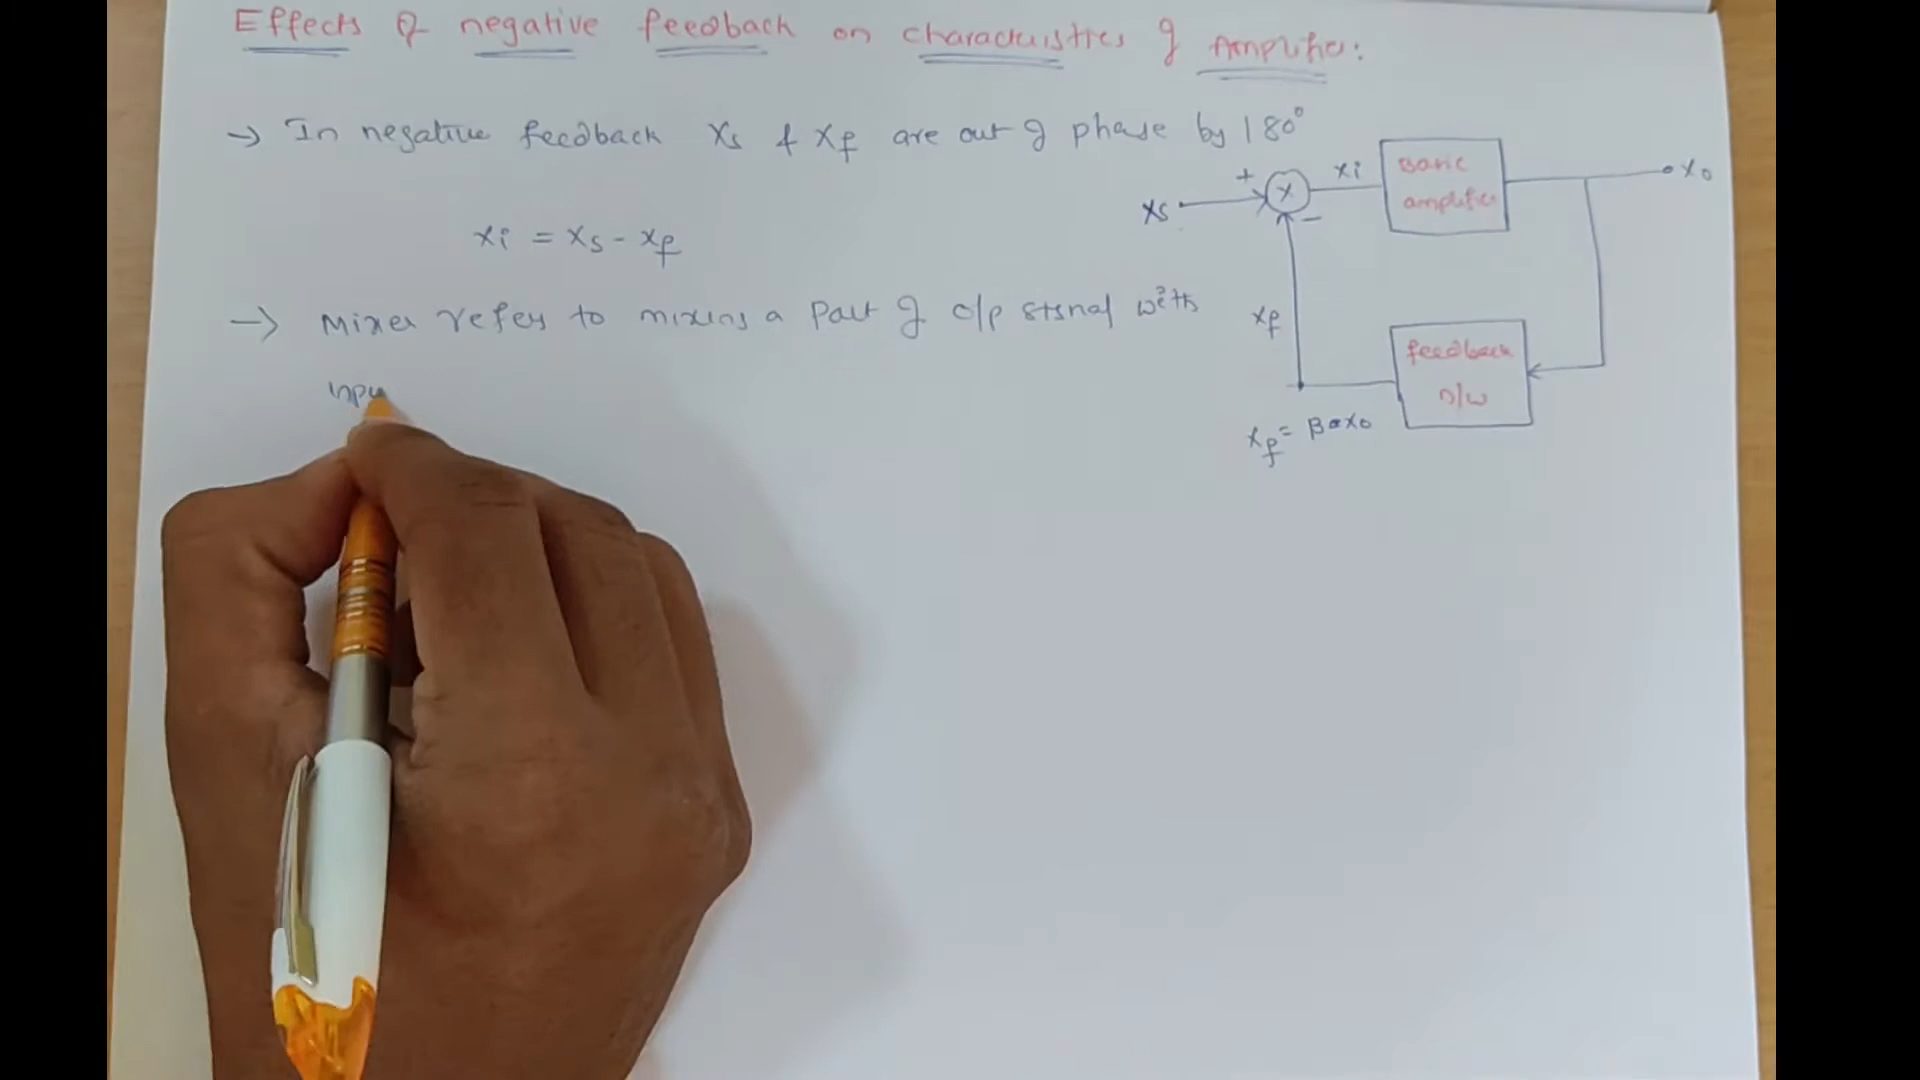 Effects of negative feedback on characteristics of Amplifier:
→ In negative feedback Xs & Xf are out of phase by 180°
Xi = Xs - Xf
→ Mixer refers to mixing a part of o/p signal with
inpu
Xs
+
X
-
Xi
Basic
amplifier
Xo
Xf
feedback
n/w
Xf = β Xo